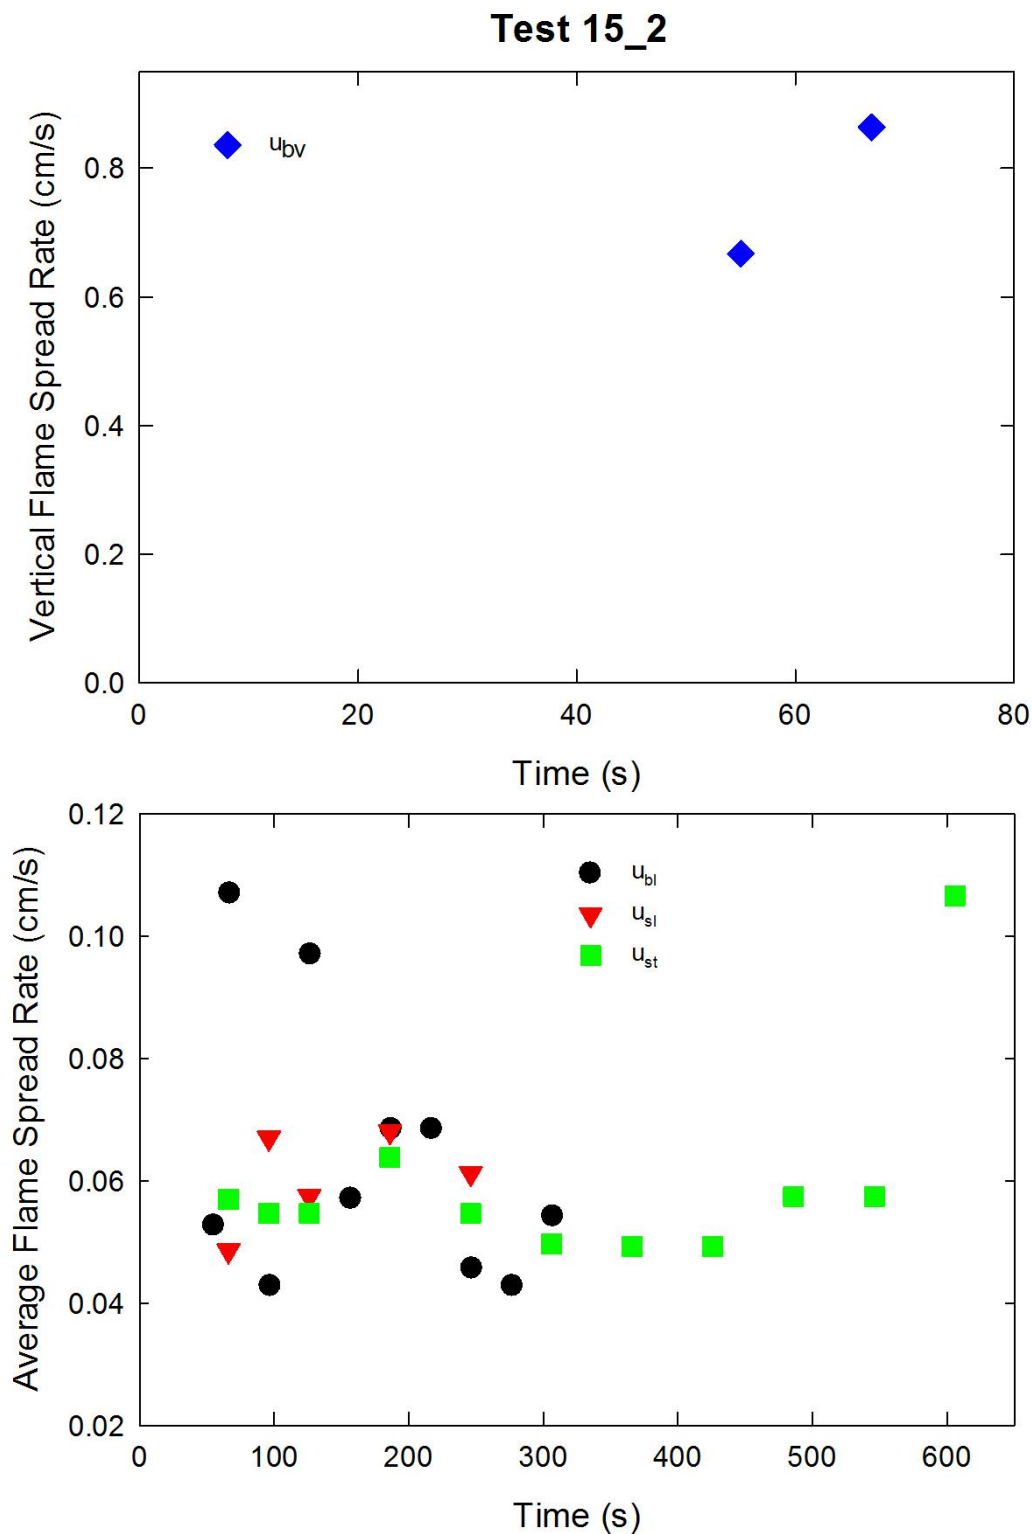 Test 15_2
Vertical Flame Spread Rate (cm/s)
0.8
0.6
0.4
0.2
0.0
u_bv
0
20
40
60
80
Time (s)
Average Flame Spread Rate (cm/s)
0.12
0.10
0.08
0.06
0.04
0.02
u_bl
u_sl
u_st
0
100
200
300
400
500
600
Time (s)